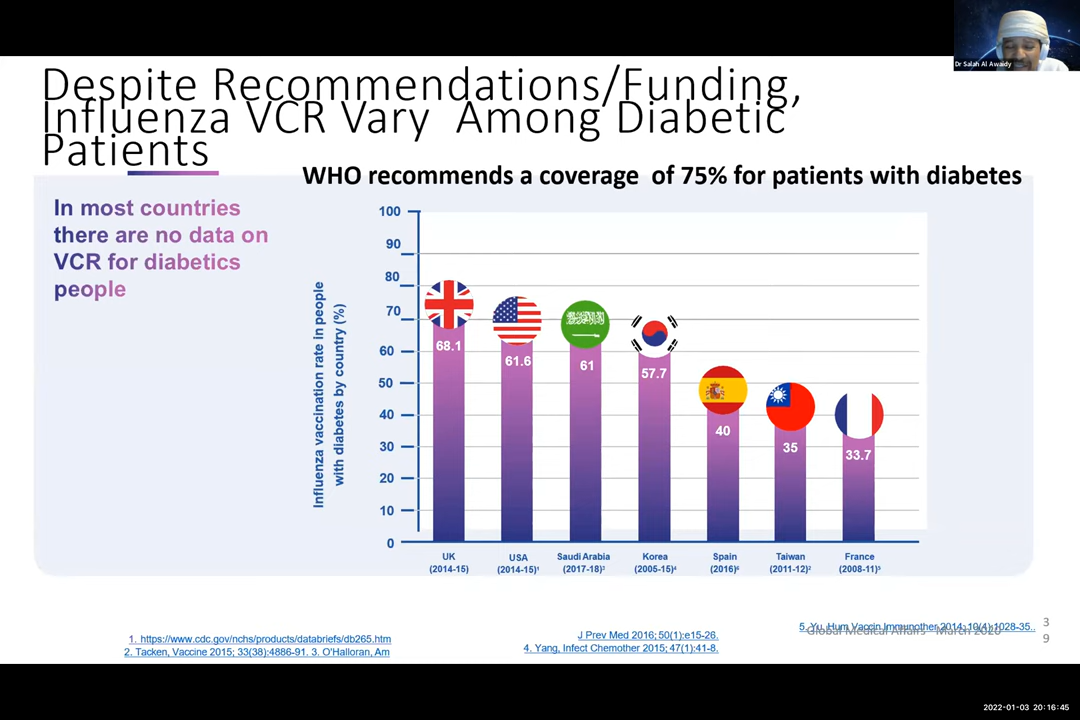 Dr Salah Al Awaidy
Despite Recommendations/Funding,
Influenza VCR Vary Among Diabetic
Patients
WHO recommends a coverage of 75% for patients with diabetes
In most countries
there are no data on
VCR for diabetics
people
Influenza vaccination rate in people
with diabetes by country (%)
100
90
80
70
60
50
40
30
20
10
0
68.1
61.6
61
57.7
40
35
33.7
UK
(2014-15)
USA
(2014-15)¹
Saudi Arabia
(2017-18)³
Korea
(2005-15)⁴
Spain
(2016)⁶
Taiwan
(2011-12)²
France
(2008-11)⁵
1. https://www.cdc.gov/nchs/products/databriefs/db265.htm
2. Tacken, Vaccine 2015; 33(38):4886-91. 3. O'Halloran, Am
J Prev Med 2016; 50(1):e15-26.
4. Yang, Infect Chemother 2015; 47(1):41-8.
5. Yu, Hum Vaccin Immunother 2014; 10(4):1028-35..
Global Medical Affairs - March 2020
3
9
2022-01-03 20:16:45